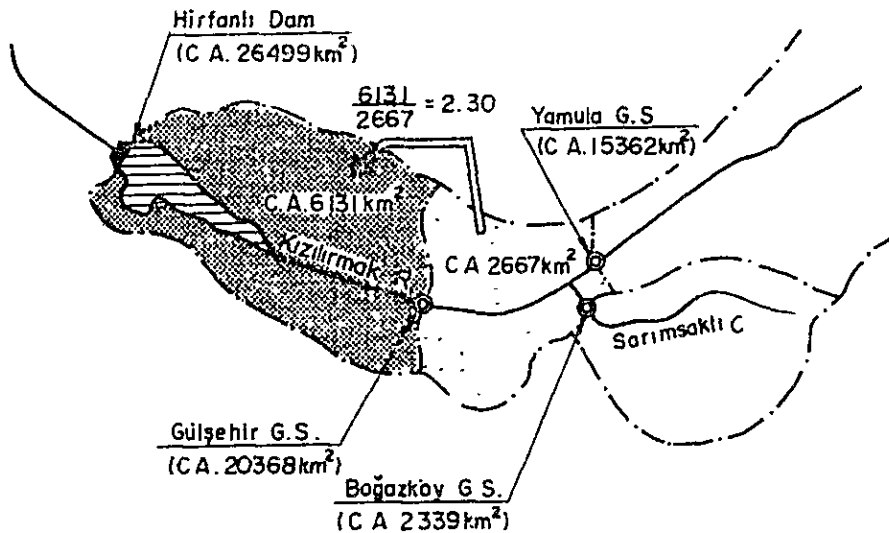 Hirfanlı Dam
(C A. 26499km²)
6131
2667
= 2.30
Yamula G.S
(C A.15362km²)
C.A.6131km²
C A 2667km²
Kızılırmak R
Sarımsaklı C
Gülşehir G.S.
(C A. 20368km²)
Boğazköy G S.
(C A 2339km²)